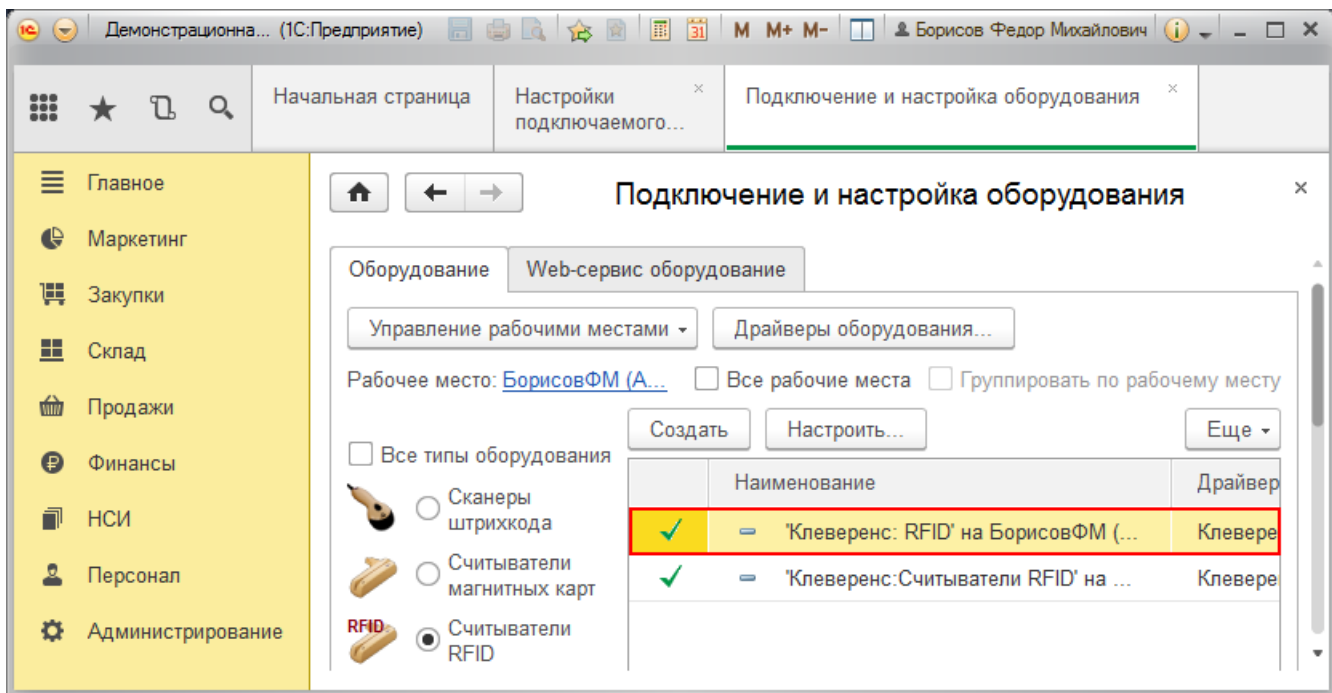 Демонстрационна... (1С:Предприятие) 31 M M+ M- Борисов Федор Михайлович
Начальная страница
Настройки
подключаемого...
Подключение и настройка оборудования
Главное
Маркетинг
Закупки
Склад
Продажи
Финансы
НСИ
Персонал
Администрирование
Подключение и настройка оборудования
Оборудование Web-сервис оборудование
Управление рабочими местами Драйверы оборудования...
Рабочее место: БорисовФМ (А... Все рабочие места Группировать по рабочему месту
Все типы оборудования
Сканеры
штрихкода
Считыватели
магнитных карт
RFID
Считыватели
RFID
Создать Настроить... Еще
Наименование Драйвер
'Клеверенс: RFID' на БорисовФМ (... Клевере
'Клеверенс:Считыватели RFID' на ... Клевере